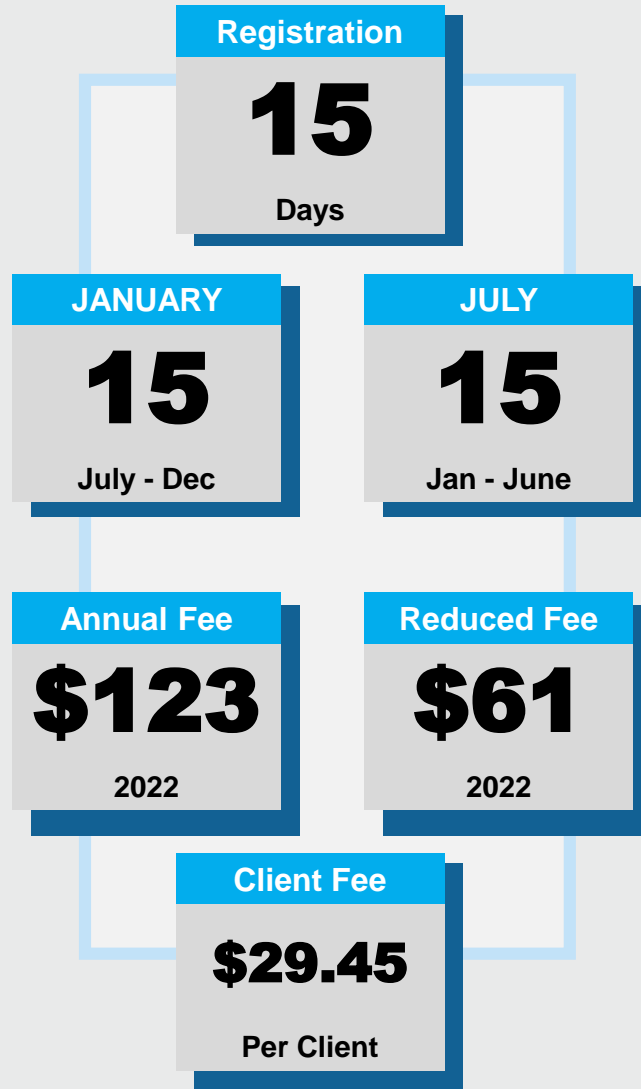 Registration
15
Days
JANUARY
15
July - Dec
JULY
15
Jan - June
Annual Fee
$123
2022
Reduced Fee
$61
2022
Client Fee
$29.45
Per Client